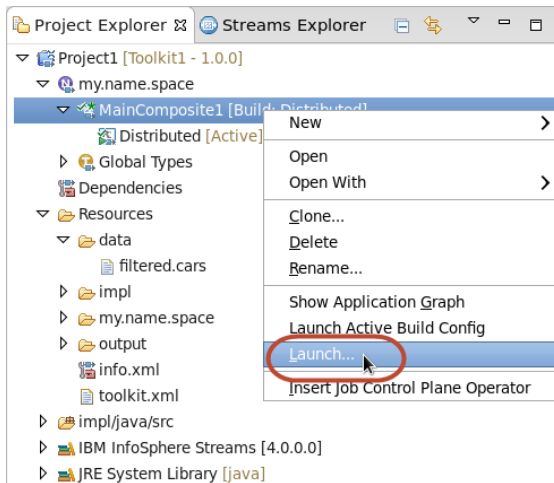 Project Explorer Streams Explorer
Project1 [Toolkit1 - 1.0.0]
my.name.space
MainComposite1 [Build: Distributed]
Distributed [Active]
Global Types
Dependencies
Resources
data
filtered.cars
impl
my.name.space
output
info.xml
toolkit.xml
impl/java/src
IBM InfoSphere Streams [4.0.0.0]
JRE System Library [java]
New
Open
Open With
Clone...
Delete
Rename...
Show Application Graph
Launch Active Build Config
Launch...
Insert Job Control Plane Operator